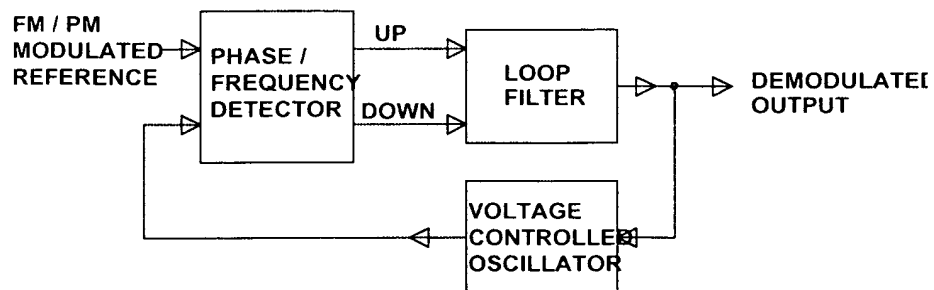 FM / PM
MODULATED
REFERENCE
PHASE /
FREQUENCY
DETECTOR
UP
DOWN
LOOP
FILTER
DEMODULATED
OUTPUT
VOLTAGE
CONTROLLED
OSCILLATOR